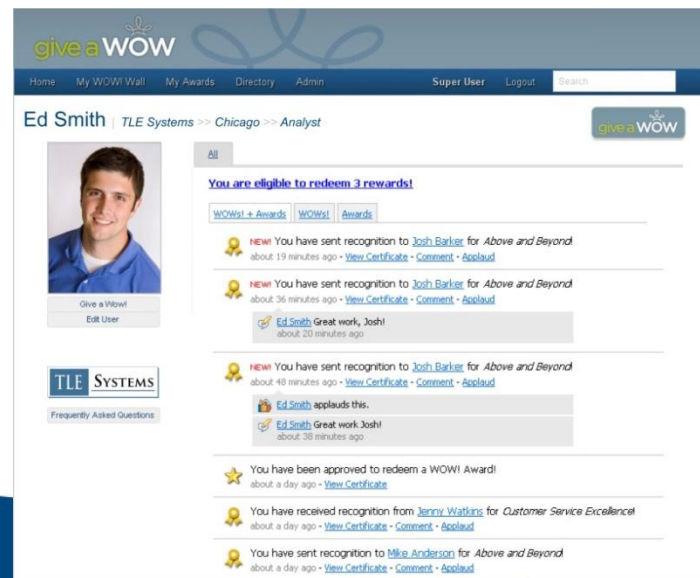 give a WOW
Home My WOW! Wall My Awards Directory Admin Super User Logout Search
Ed Smith | TLE Systems >> Chicago >> Analyst
give a WOW
All
You are eligible to redeem 3 rewards!
WOWs! + Awards WOWs! Awards
NEW! You have sent recognition to Josh Barker for Above and Beyond!
about 19 minutes ago - View Certificate - Comment - Applaud
NEW! You have sent recognition to Josh Barker for Above and Beyond!
about 36 minutes ago - View Certificate - Comment - Applaud
Ed Smith Great work, Josh!
about 20 minutes ago
Give a Wow!
Edit User
NEW! You have sent recognition to Josh Barker for Above and Beyond!
about 48 minutes ago - View Certificate - Comment - Applaud
Ed Smith applauds this.
Ed Smith Great work Josh!
about 38 minutes ago
TLE SYSTEMS
Frequently Asked Questions
You have been approved to redeem a WOW! Award!
about a day ago - View Certificate
You have received recognition from Jenny Watkins for Customer Service Excellence!
about a day ago - View Certificate - Comment - Applaud
You have sent recognition to Mike Anderson for Above and Beyond!
about a day ago - View Certificate - Comment - Applaud